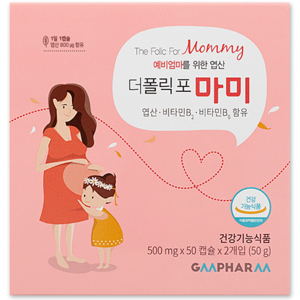 1일 1캡슐
엽산 800 μg 함유
The Folic For Mommy
예비엄마를 위한 엽산
더폴릭 포 마미
엽산·비타민B2·비타민B6 함유
건강
기능식품
건강기능식품
500 mg x 50 캡슐 x 2개입 (50 g)
GMPHARM